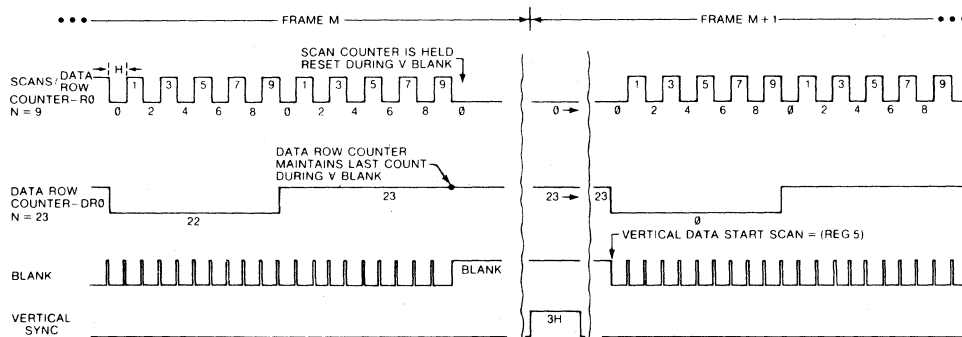 FRAME M
FRAME M + 1
SCAN COUNTER IS HELD
RESET DURING V BLANK
H
SCANS/DATA
ROW
COUNTER–R0
N = 9
1 3 5 7 9 0 1 3 5 7 9
0 2 4 6 8 2 4 6 8 0
0
1 3 5 7 9 Ø 1 3 5 7 9
Ø 2 4 6 8 2 4 6 8
DATA ROW COUNTER
MAINTAINS LAST COUNT
DURING V BLANK
DATA ROW
COUNTER–DR0
N = 23
22
23
23
23
Ø
VERTICAL DATA START SCAN = (REG 5)
BLANK
BLANK
VERTICAL
SYNC
3H